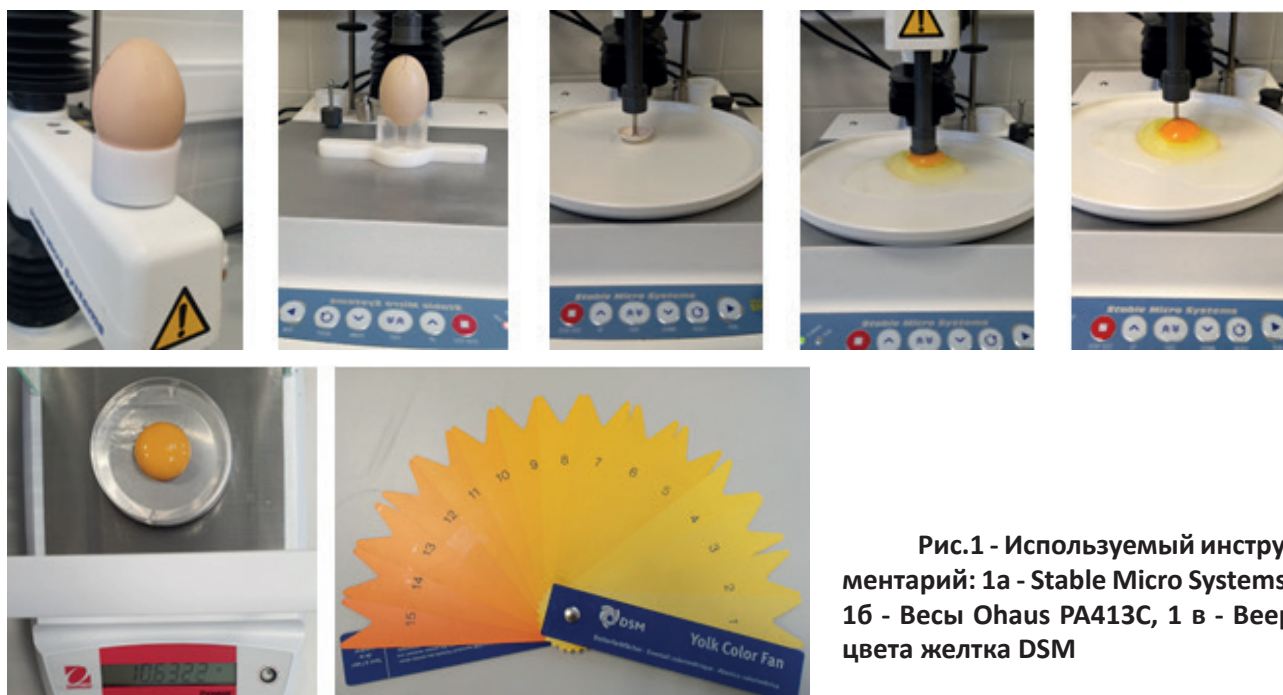 Stable Micro Systems
Stable Micro Systems
Stable Micro Systems
15
14
13
12
11
10
9
8
7
6
5
4
3
2
1
DSM
Yolk Color Fan
Рис.1 - Используемый инстру-
ментарий: 1а - Stable Micro Systems
1б - Весы Ohaus PA413C, 1 в - Веер
цвета желтка DSM